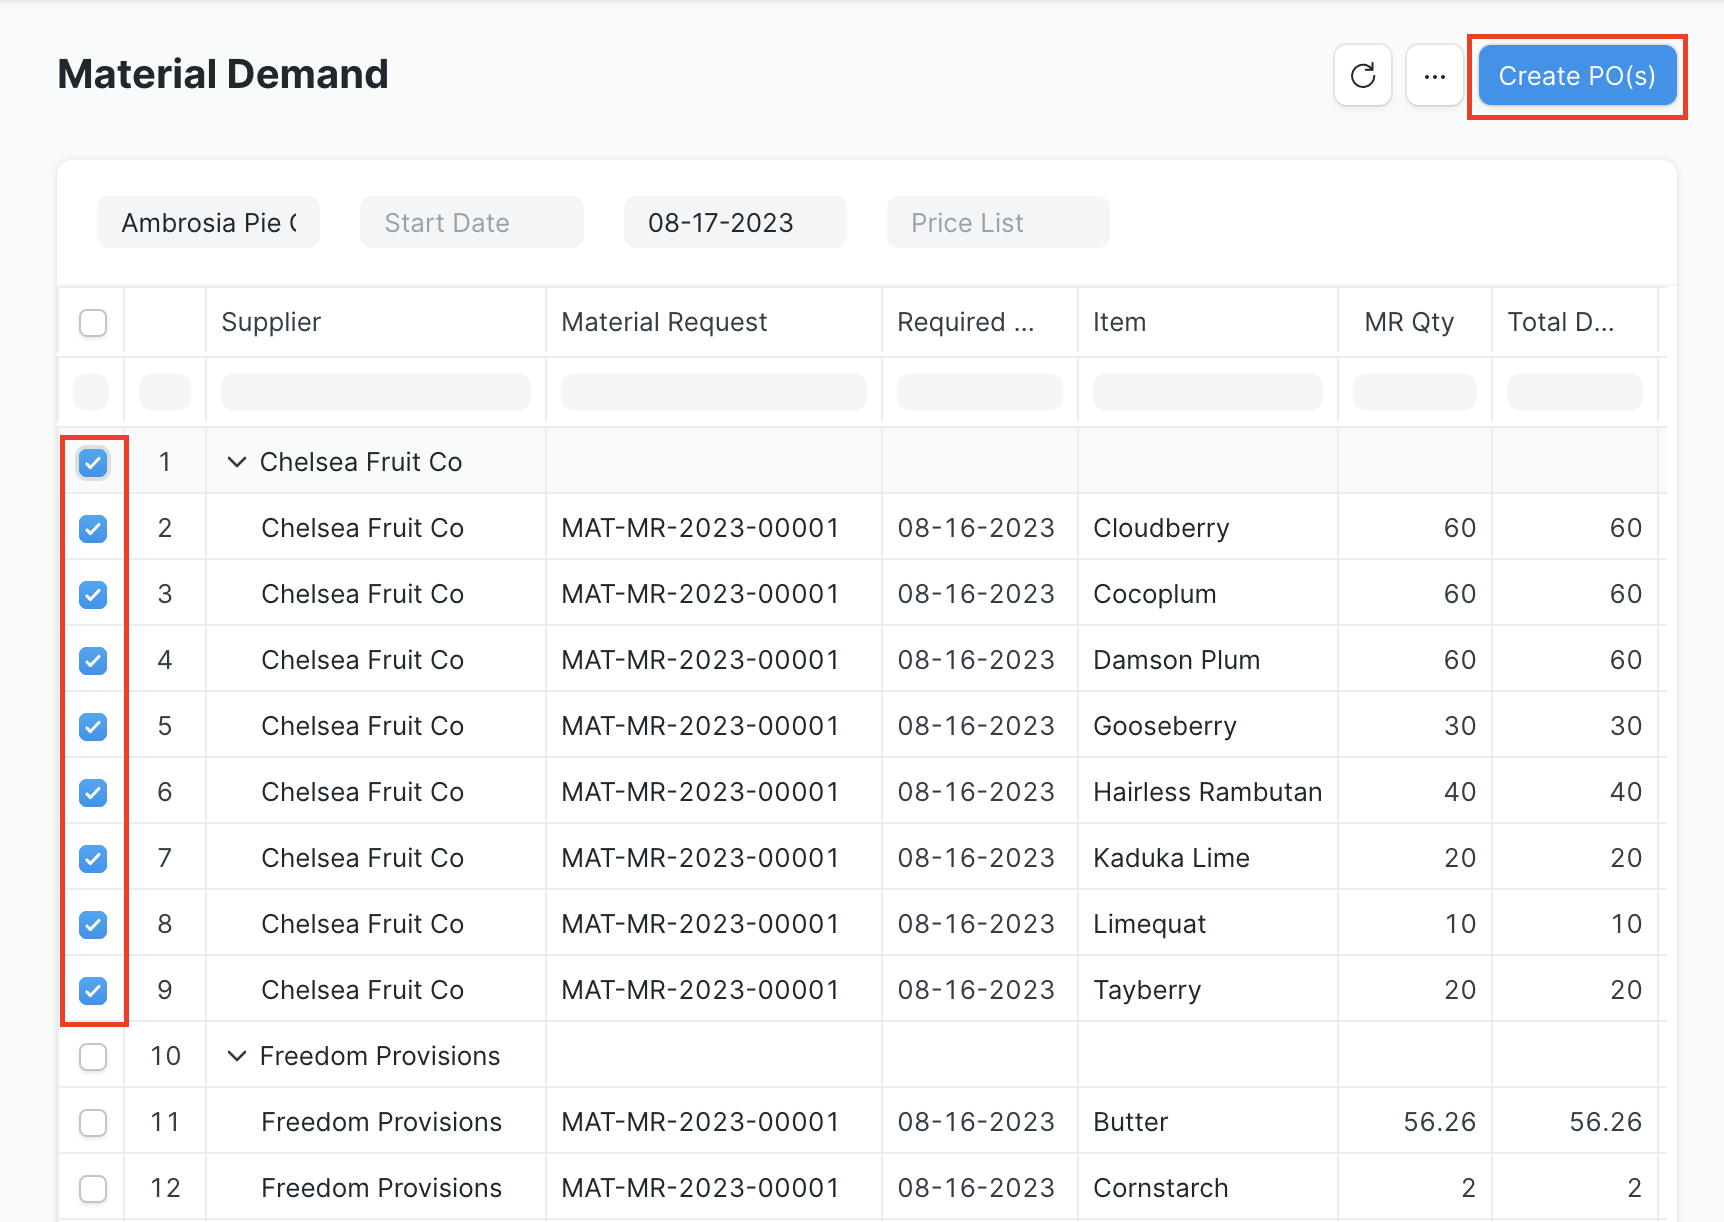 Material Demand
... Create PO(s)
Ambrosia Pie C Start Date 08-17-2023 Price List
Supplier Material Request Required ... Item MR Qty Total D...
1 Chelsea Fruit Co
2 Chelsea Fruit Co MAT-MR-2023-00001 08-16-2023 Cloudberry 60 60
3 Chelsea Fruit Co MAT-MR-2023-00001 08-16-2023 Cocoplum 60 60
4 Chelsea Fruit Co MAT-MR-2023-00001 08-16-2023 Damson Plum 60 60
5 Chelsea Fruit Co MAT-MR-2023-00001 08-16-2023 Gooseberry 30 30
6 Chelsea Fruit Co MAT-MR-2023-00001 08-16-2023 Hairless Rambutan 40 40
7 Chelsea Fruit Co MAT-MR-2023-00001 08-16-2023 Kaduka Lime 20 20
8 Chelsea Fruit Co MAT-MR-2023-00001 08-16-2023 Limequat 10 10
9 Chelsea Fruit Co MAT-MR-2023-00001 08-16-2023 Tayberry 20 20
10 Freedom Provisions
11 Freedom Provisions MAT-MR-2023-00001 08-16-2023 Butter 56.26 56.26
12 Freedom Provisions MAT-MR-2023-00001 08-16-2023 Cornstarch 2 2